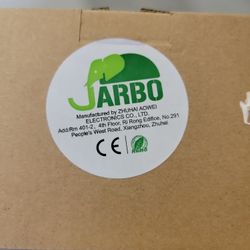 JARBO
Manufactured by ZHUHAI AOWEI
ELECTRONICS CO., LTD.
Add:Rm 401-2, 4th Floor, Ri Rong Edifice, No.291
People's West Road, Xiangzhou, Zhuhai.
CE RoHS